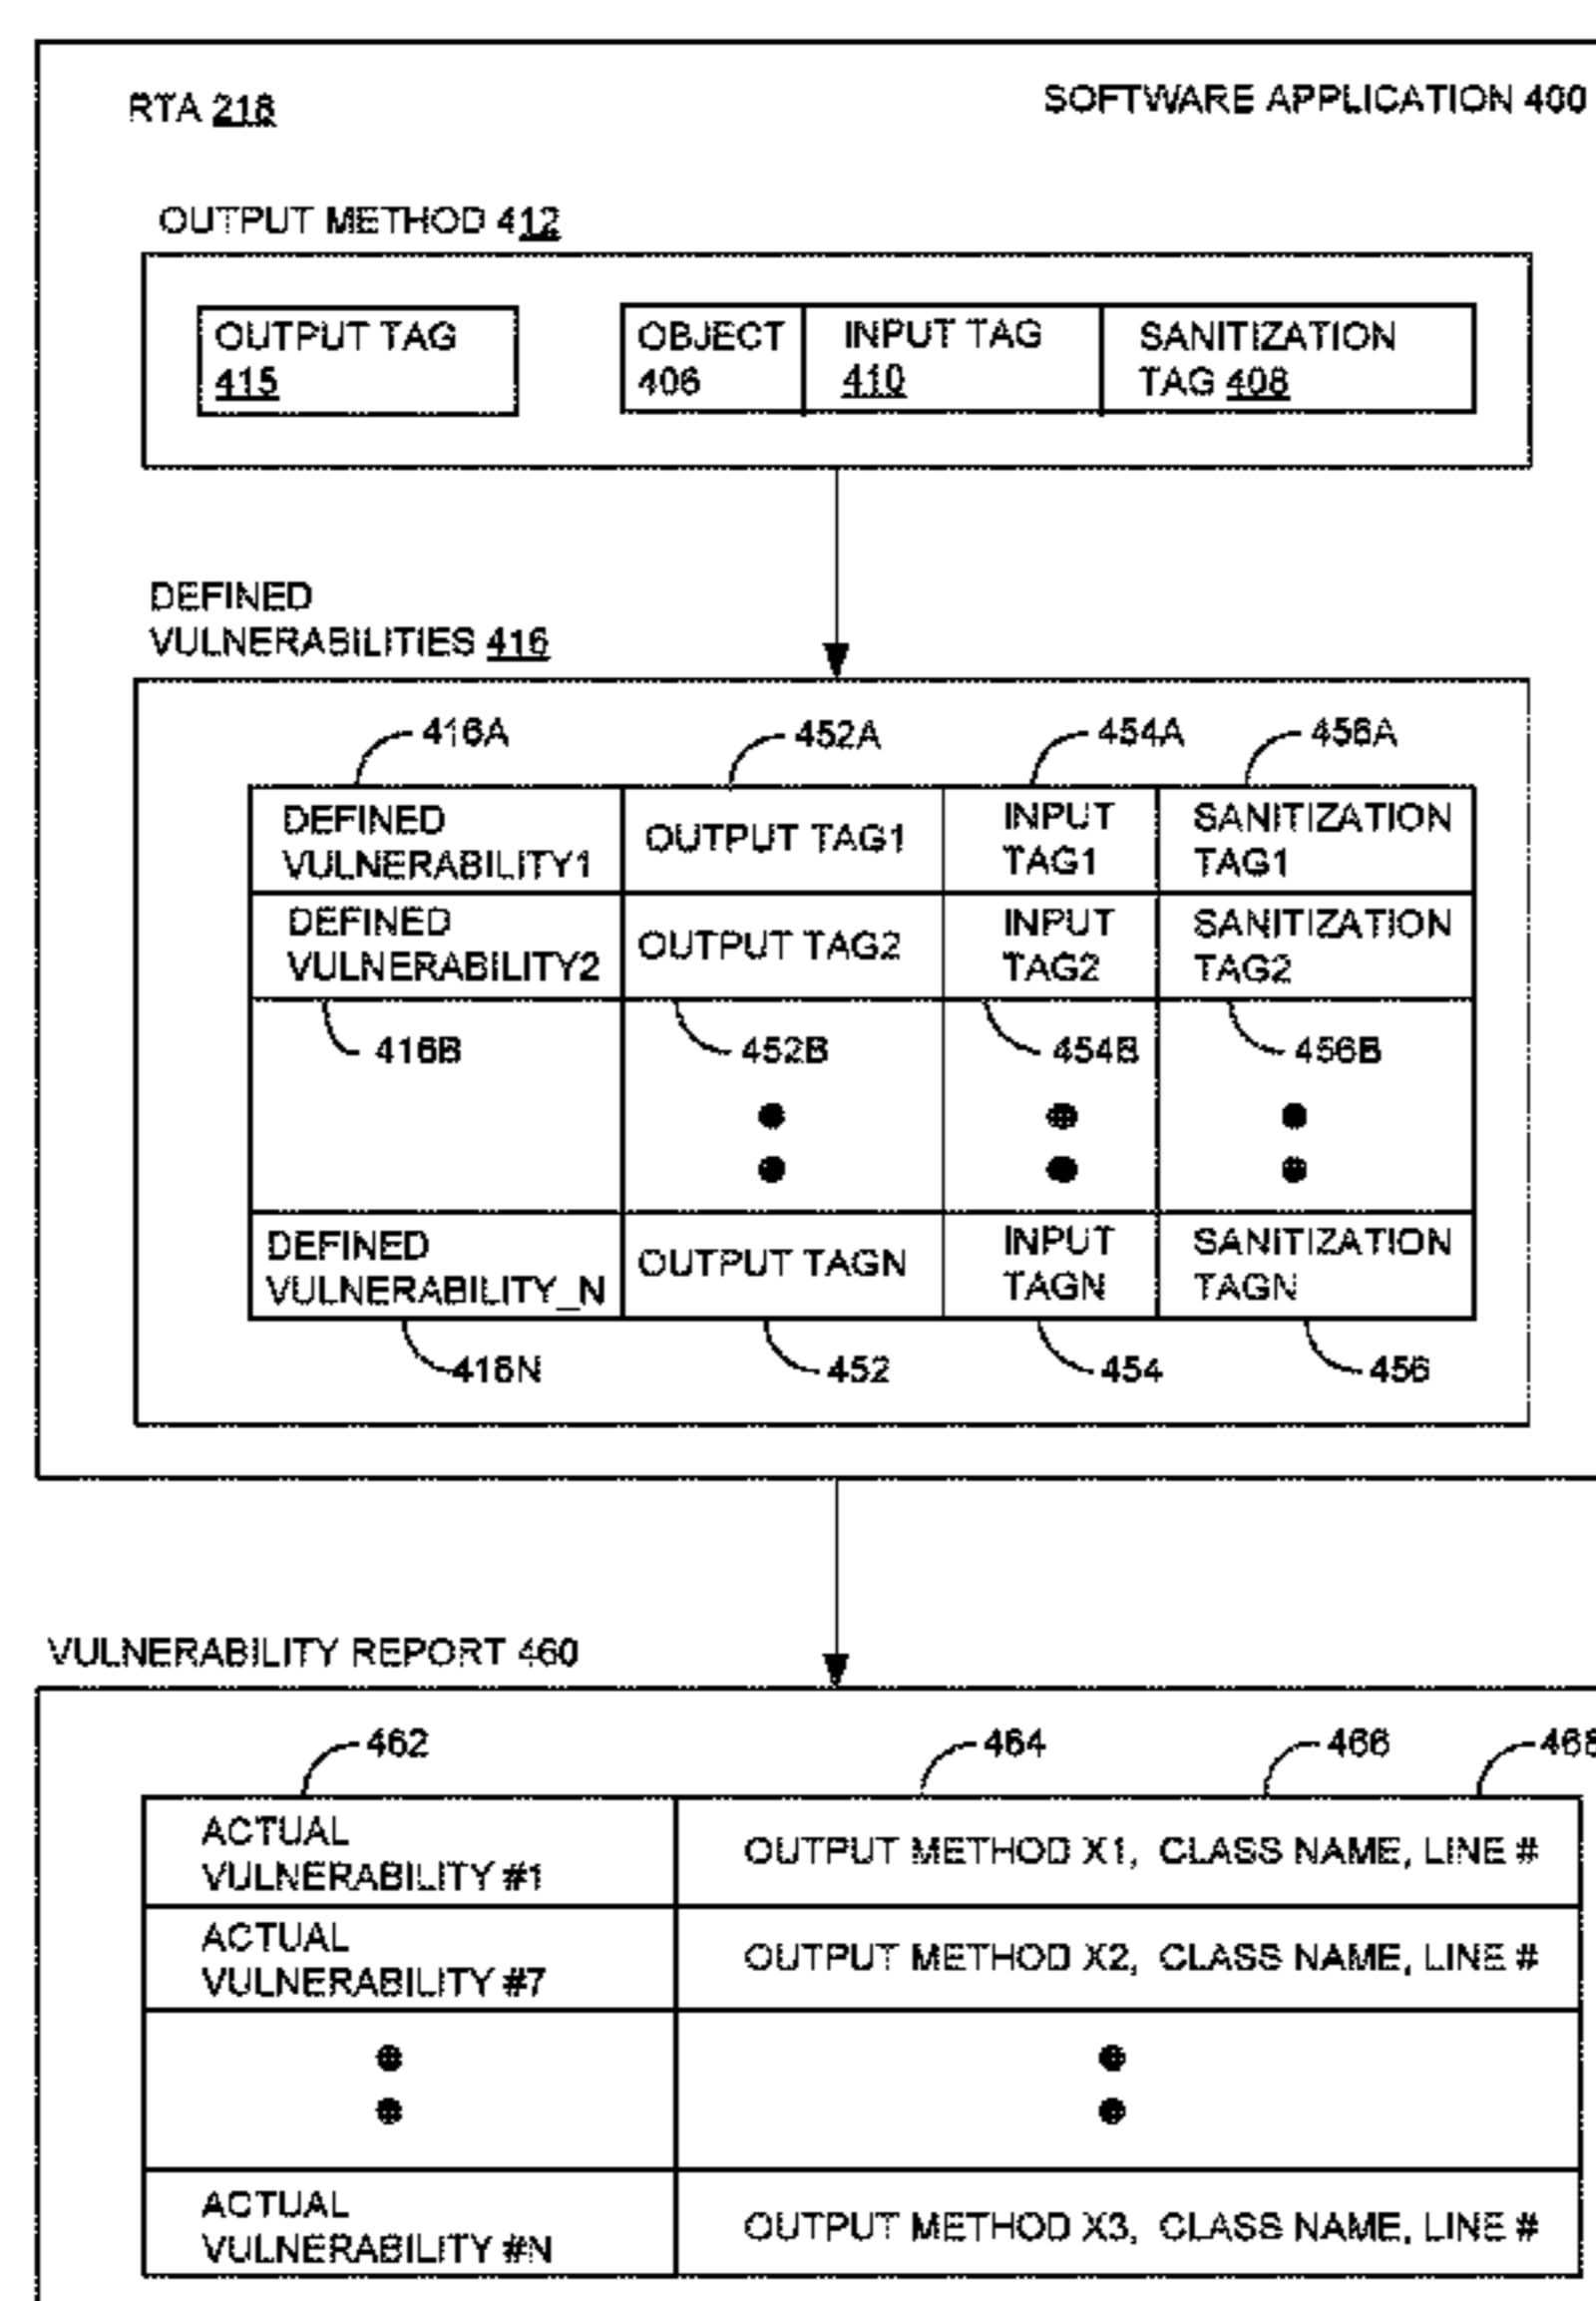 RTA 218
SOFTWARE APPLICATION 400
OUTPUT METHOD 412
OUTPUT TAG
415
OBJECT
406
INPUT TAG
410
SANITIZATION
TAG 408
DEFINED
VULNERABILITIES 416
416A
452A
454A
456A
DEFINED
VULNERABILITY1
OUTPUT TAG1
INPUT
TAG1
SANITIZATION
TAG1
DEFINED
VULNERABILITY2
OUTPUT TAG2
INPUT
TAG2
SANITIZATION
TAG2
416B
452B
454B
456B
DEFINED
VULNERABILITY_N
OUTPUT TAGN
INPUT
TAGN
SANITIZATION
TAGN
416N
452
454
456
VULNERABILITY REPORT 460
462
464
466
468
ACTUAL
VULNERABILITY #1
OUTPUT METHOD X1, CLASS NAME, LINE #
ACTUAL
VULNERABILITY #7
OUTPUT METHOD X2, CLASS NAME, LINE #
ACTUAL
VULNERABILITY #N
OUTPUT METHOD X3, CLASS NAME, LINE #